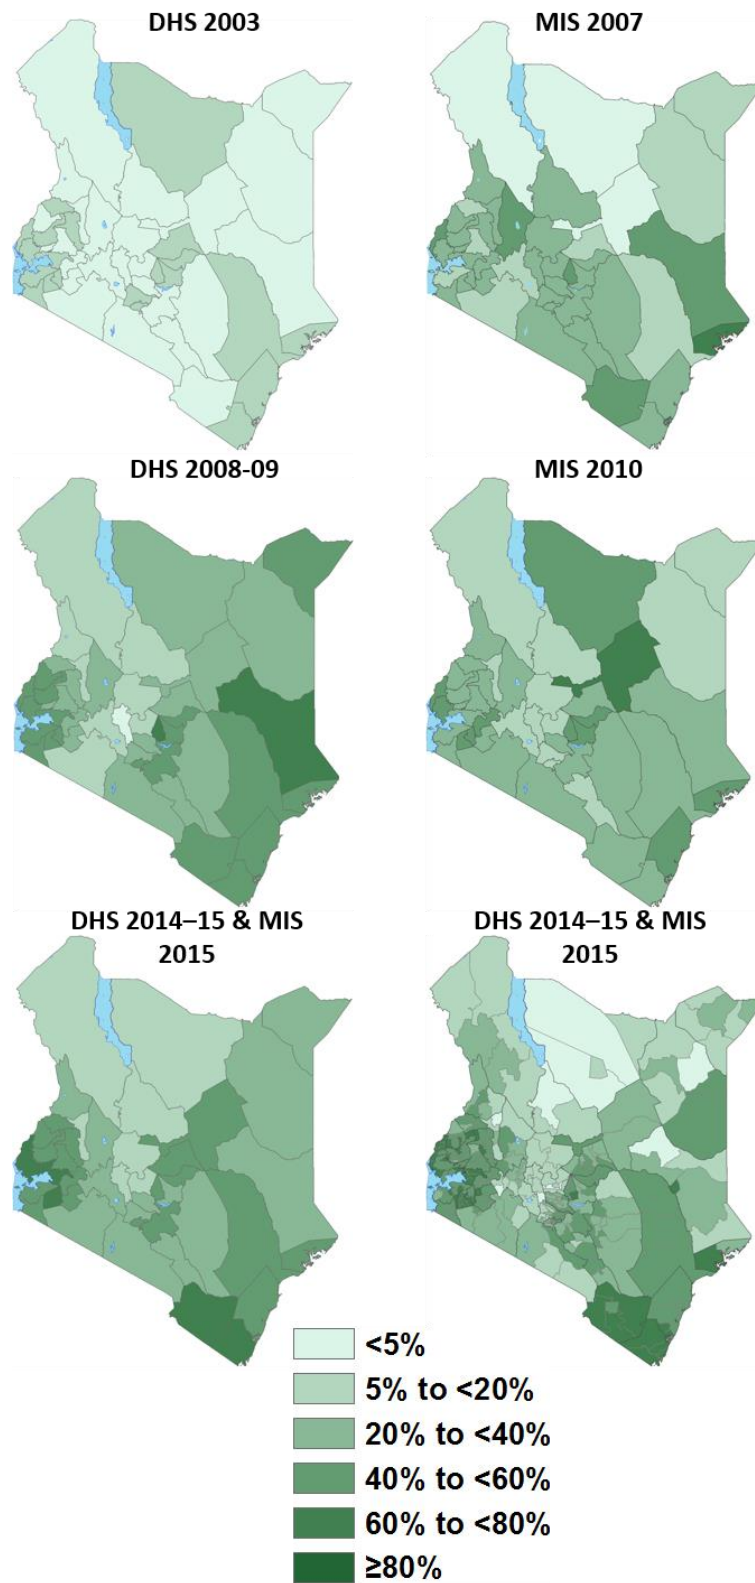 DHS 2003
MIS 2007
DHS 2008-09
MIS 2010
DHS 2014–15 & MIS
2015
DHS 2014–15 & MIS
2015
<5%
5% to <20%
20% to <40%
40% to <60%
60% to <80%
≥80%